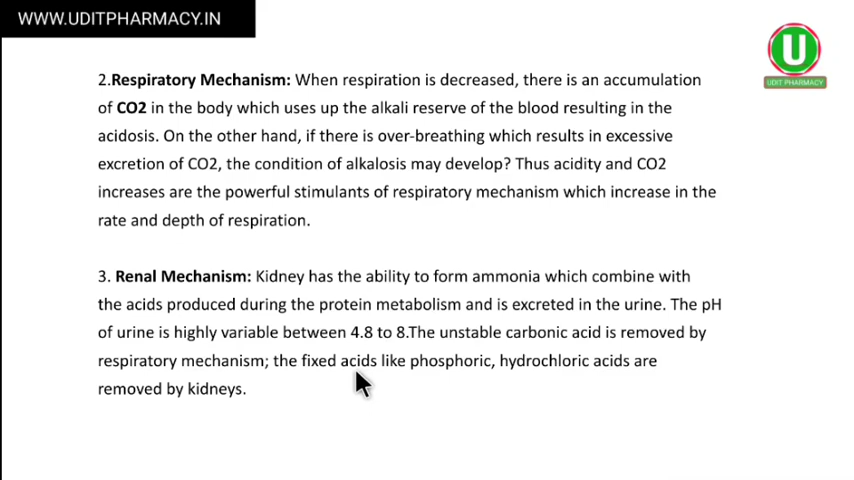 WWW.UDITPHARMACY.IN
U
UDIT PHARMACY
2.Respiratory Mechanism: When respiration is decreased, there is an accumulation
of CO2 in the body which uses up the alkali reserve of the blood resulting in the
acidosis. On the other hand, if there is over-breathing which results in excessive
excretion of CO2, the condition of alkalosis may develop? Thus acidity and CO2
increases are the powerful stimulants of respiratory mechanism which increase in the
rate and depth of respiration.
3. Renal Mechanism: Kidney has the ability to form ammonia which combine with
the acids produced during the protein metabolism and is excreted in the urine. The pH
of urine is highly variable between 4.8 to 8.The unstable carbonic acid is removed by
respiratory mechanism; the fixed acids like phosphoric, hydrochloric acids are
removed by kidneys.